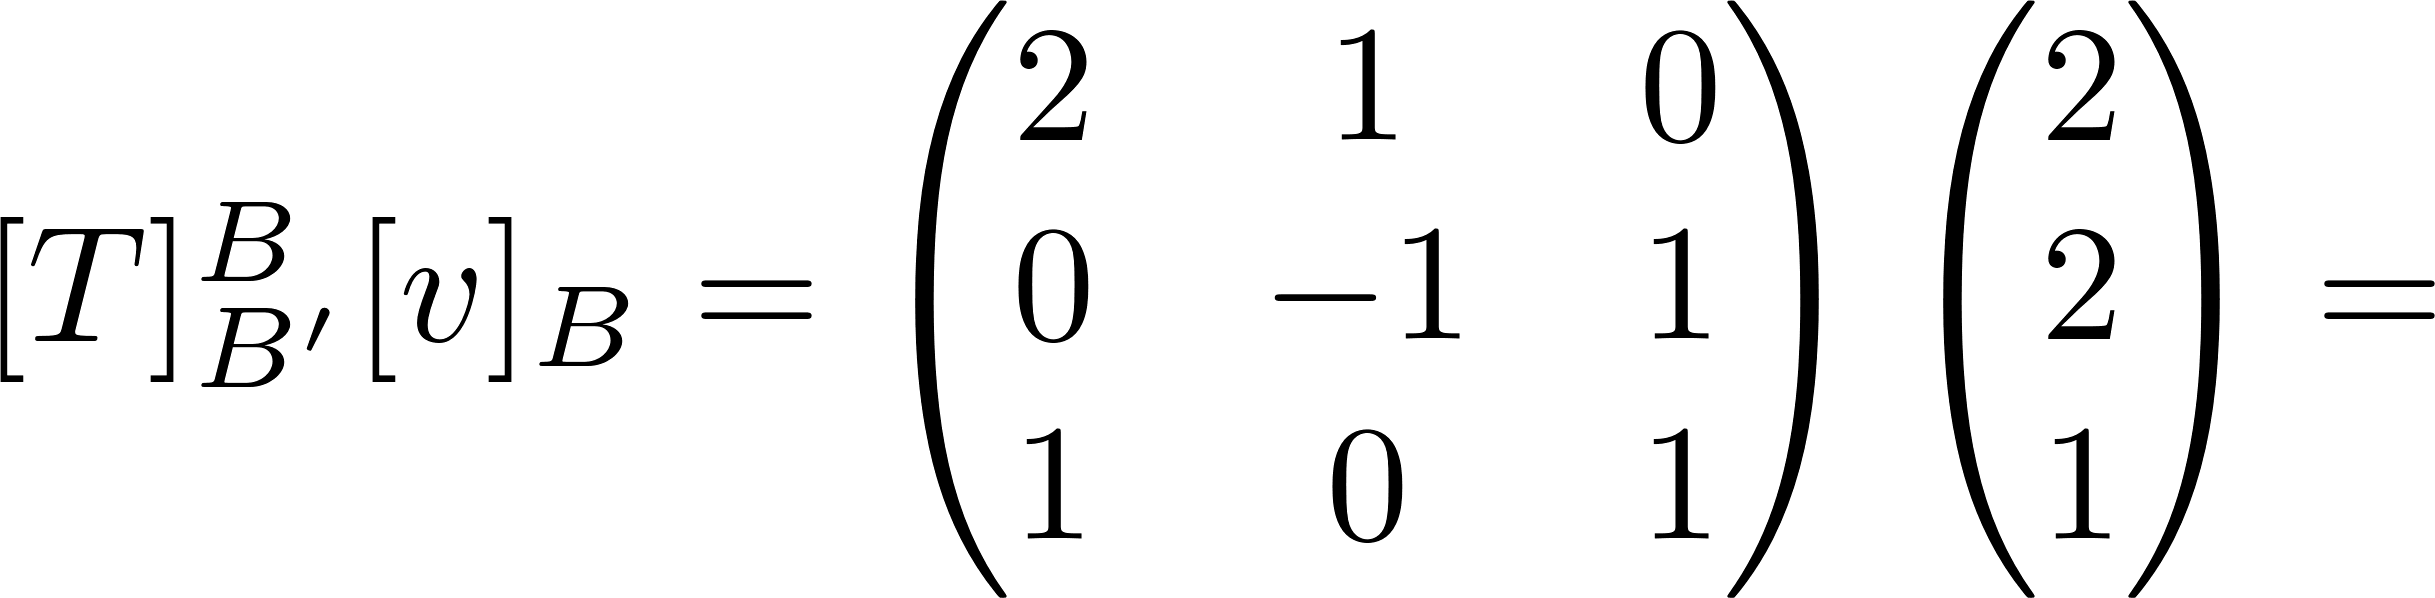 [T]_{B'}^{B} [v]_B = \begin{pmatrix} 2 & 1 & 0 \\ 0 & -1 & 1 \\ 1 & 0 & 1 \end{pmatrix} \begin{pmatrix} 2 \\ 2 \\ 1 \end{pmatrix} =